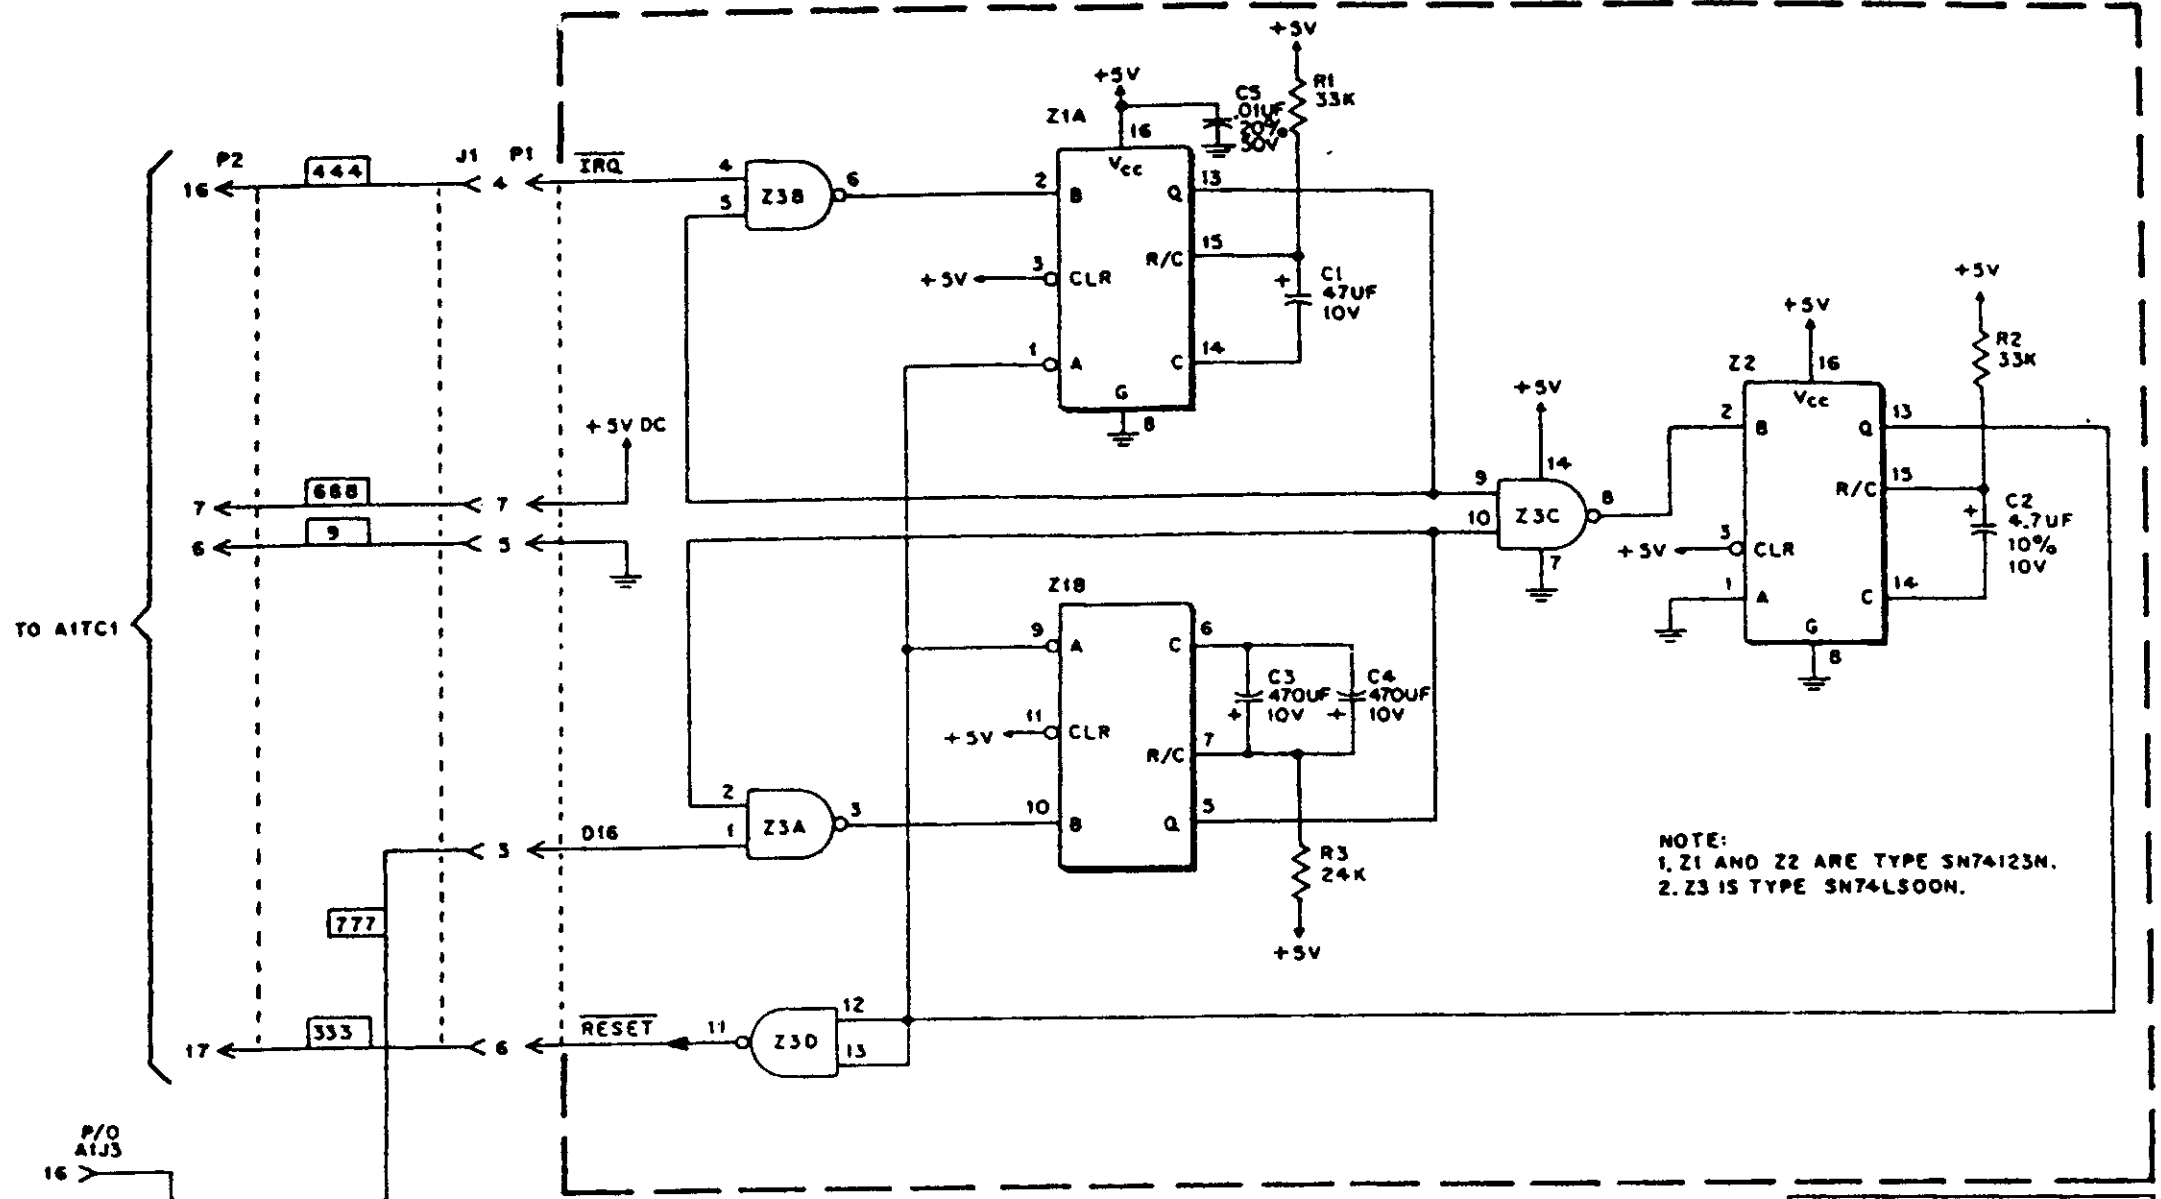 +5V
R1
33K
+5V
C5
.01UF
20%
50V
Z1A
16
Vcc
P2
444
J1
P1
IRQ
16
4
4
5
Z3B
6
2
B
Q
13
R/C
15
+5V
3
CLR
C1
47UF
10V
1
A
C
14
G
8
+5V
R2
33K
+5V
Z2
16
Vcc
2
B
Q
13
R/C
15
C2
4.7UF
10%
10V
+5V
3
CLR
1
A
C
14
G
8
+5V
14
9
10
Z3C
8
7
+5V DC
7
668
7
6
9
5
TO A1TC1
Z1B
9
A
C
6
C3
470UF
10V
C4
470UF
10V
+5V
11
CLR
R/C
7
2
1
Z3A
3
10
B
Q
5
3
D16
R3
24K
+5V
777
NOTE:
1. Z1 AND Z2 ARE TYPE SN74123N.
2. Z3 IS TYPE SN74LS00N.
17
333
6
RESET
11
Z3D
12
13
P/O
A1J3
16